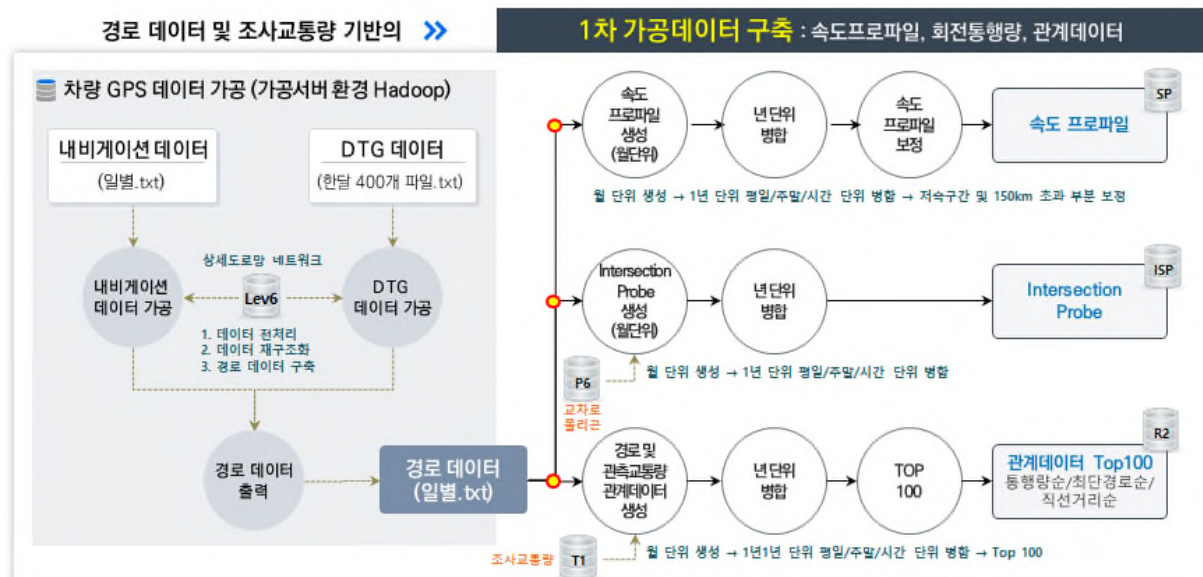 경로 데이터 및 조사교통량 기반의
1차 가공데이터 구축 : 속도프로파일, 회전통행량, 관계데이터
차량 GPS 데이터 가공 (가공서버 환경 Hadoop)
내비게이션 데이터
(일별.txt)
DTG 데이터
(한달 400개 파일.txt)
상세도로망 네트워크
내비게이션
데이터 가공
Lev6
DTG
데이터 가공
1. 데이터 전처리
2. 데이터 재구조화
3. 경로 데이터 구축
경로 데이터
출력
경로 데이터
(일별.txt)
속도
프로파일
생성
(월단위)
년 단위
병합
속도
프로파일
보정
SP
속도 프로파일
월 단위 생성 → 1년 단위 평일/주말/시간 단위 병합 → 저속구간 및 150km 초과 부분 보정
Intersection
Probe
생성
(월단위)
년 단위
병합
ISP
Intersection
Probe
P6
교차로
폴리곤
월 단위 생성 → 1년 단위 평일/주말/시간 단위 병합
경로 및
관측교통량
관계데이터
생성
년 단위
병합
TOP
100
R2
관계데이터 Top100
통행량순/최단경로순/
직선거리순
조사교통량
T1
월 단위 생성 → 1년1년 단위 평일/주말/시간 단위 병합 → Top 100